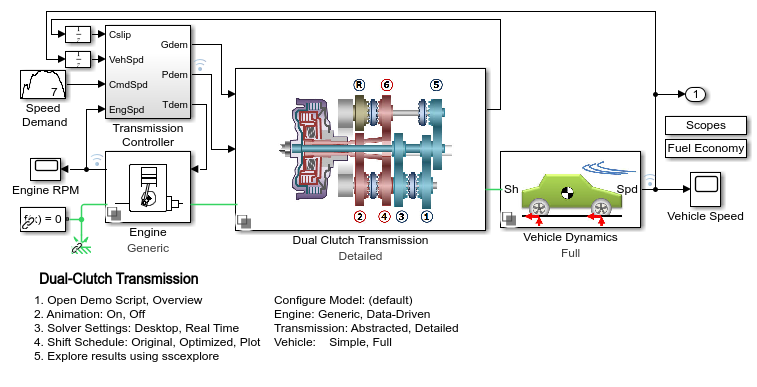 Cslip
VehSpd
CmdSpd
EngSpd
Gdem
Pdem
Tdem
7
Speed
Demand
Transmission
Controller
Engine RPM
f(x) = 0
Engine
Generic
R
6
5
2
4
3
1
Dual Clutch Transmission
Detailed
Sh
Spd
Vehicle Dynamics
Full
1
Scopes
Fuel Economy
Vehicle Speed
Dual-Clutch Transmission
1. Open Demo Script, Overview
2. Animation: On, Off
3. Solver Settings: Desktop, Real Time
4. Shift Schedule: Original, Optimized, Plot
5. Explore results using sscexplore
Configure Model: (default)
Engine: Generic, Data-Driven
Transmission: Abstracted, Detailed
Vehicle: Simple, Full